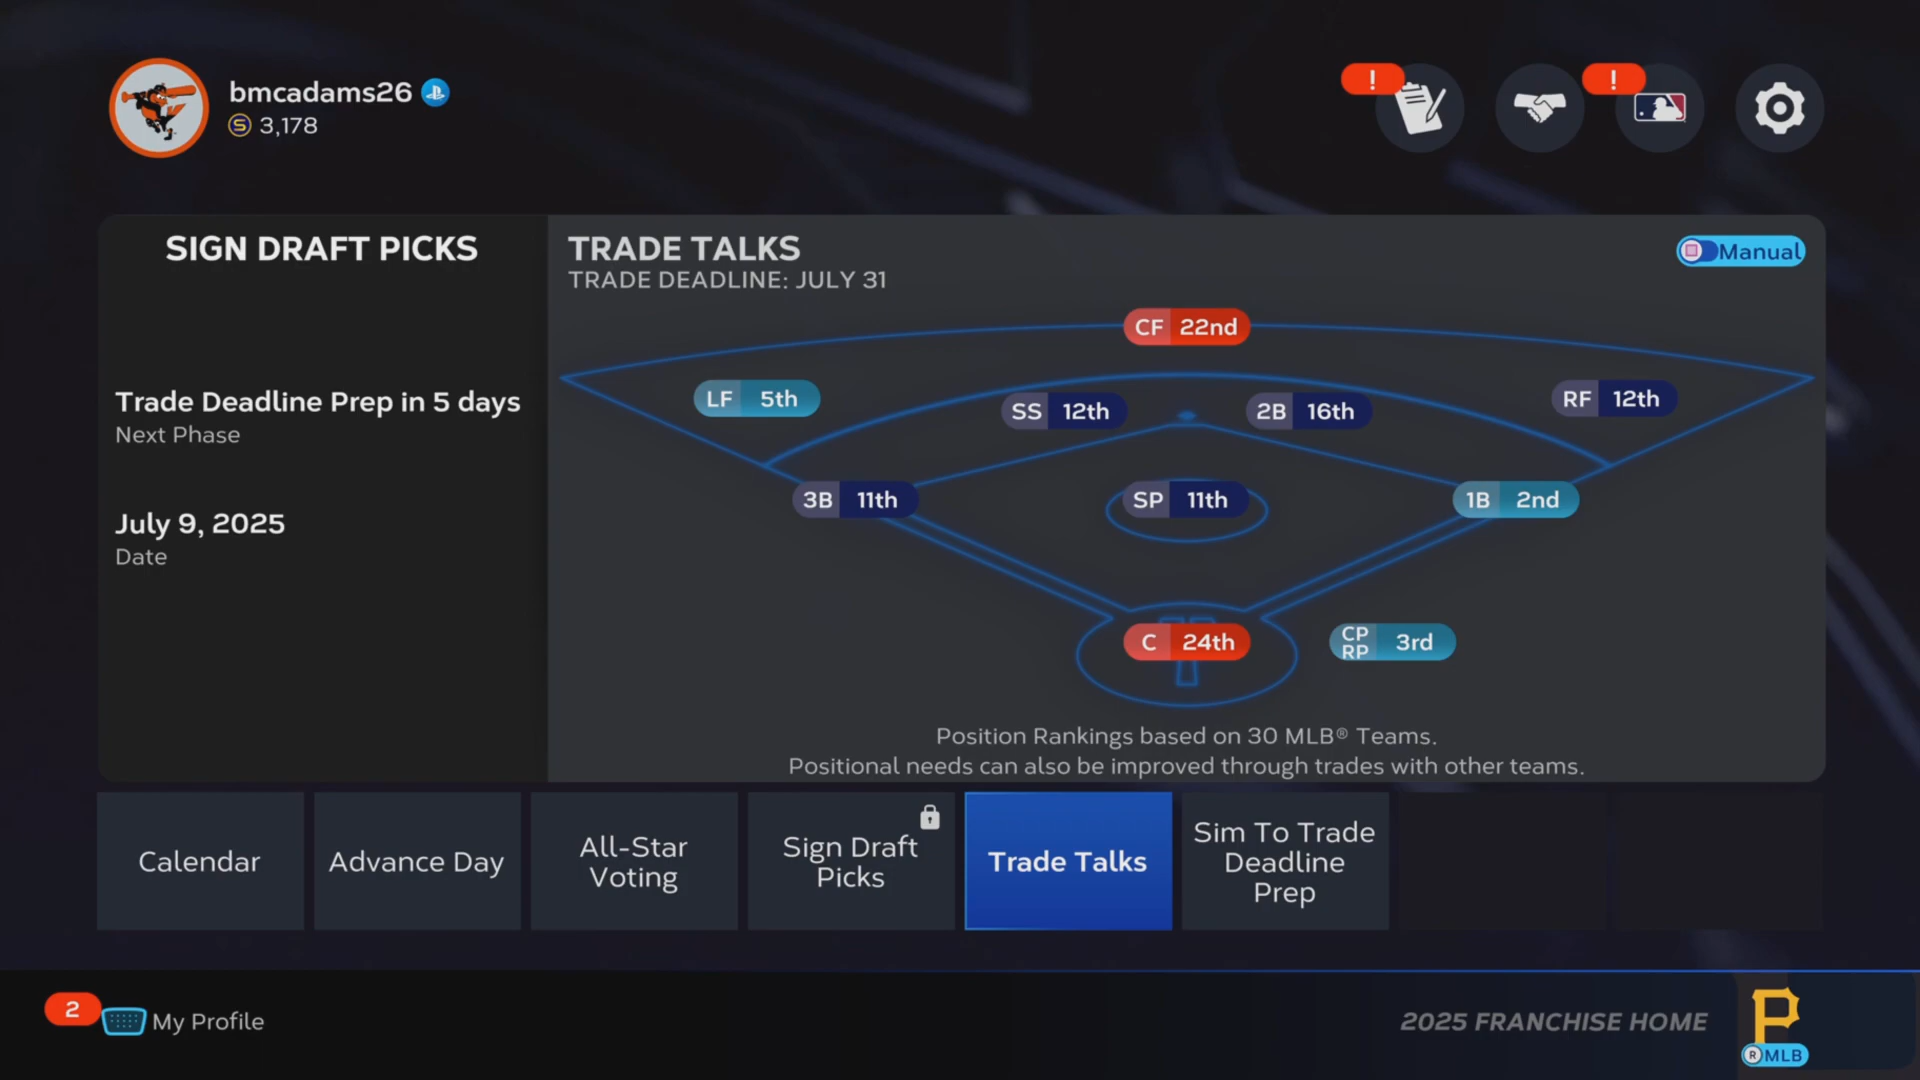 bmcadams26
S 3,178
!
!
SIGN DRAFT PICKS
Trade Deadline Prep in 5 days
Next Phase
July 9, 2025
Date
TRADE TALKS
TRADE DEADLINE: JULY 31
Manual
CF 22nd
LF 5th
SS 12th
2B 16th
RF 12th
3B 11th
SP 11th
1B 2nd
C 24th
CP
RP 3rd
Position Rankings based on 30 MLB® Teams.
Positional needs can also be improved through trades with other teams.
Calendar
Advance Day
All-Star
Voting
Sign Draft
Picks
Trade Talks
Sim To Trade
Deadline
Prep
2
My Profile
2025 FRANCHISE HOME
P
R MLB